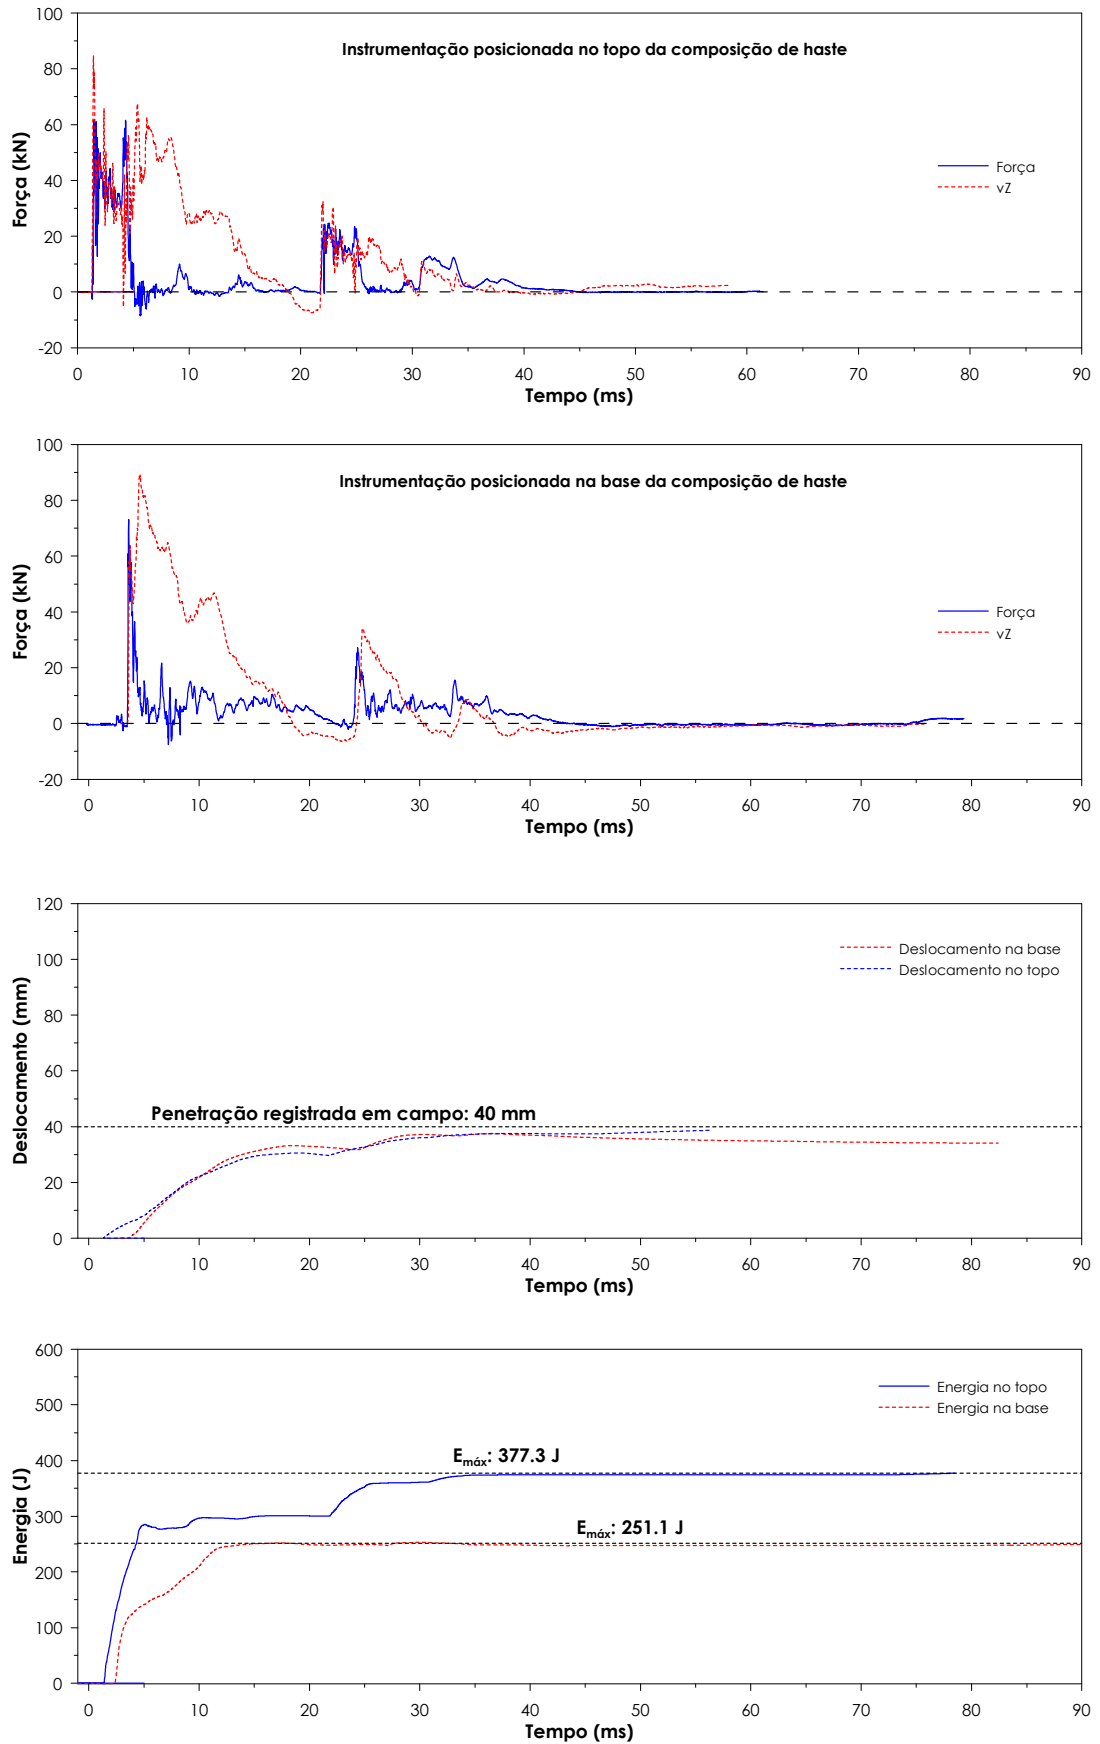 100
80
60
40
20
0
-20
Força (kN)
Instrumentação posicionada no topo da composição de haste
Força
vZ
0 10 20 30 40 50 60 70 80 90
Tempo (ms)
100
80
60
40
20
0
-20
Força (kN)
Instrumentação posicionada na base da composição de haste
Força
vZ
0 10 20 30 40 50 60 70 80 90
Tempo (ms)
120
100
80
60
40
20
0
Deslocamento (mm)
Deslocamento na base
Deslocamento no topo
Penetração registrada em campo: 40 mm
0 10 20 30 40 50 60 70 80 90
Tempo (ms)
600
500
400
300
200
100
0
Energia (J)
Energia no topo
Energia na base
Emáx: 377.3 J
Emáx: 251.1 J
0 10 20 30 40 50 60 70 80 90
Tempo (ms)